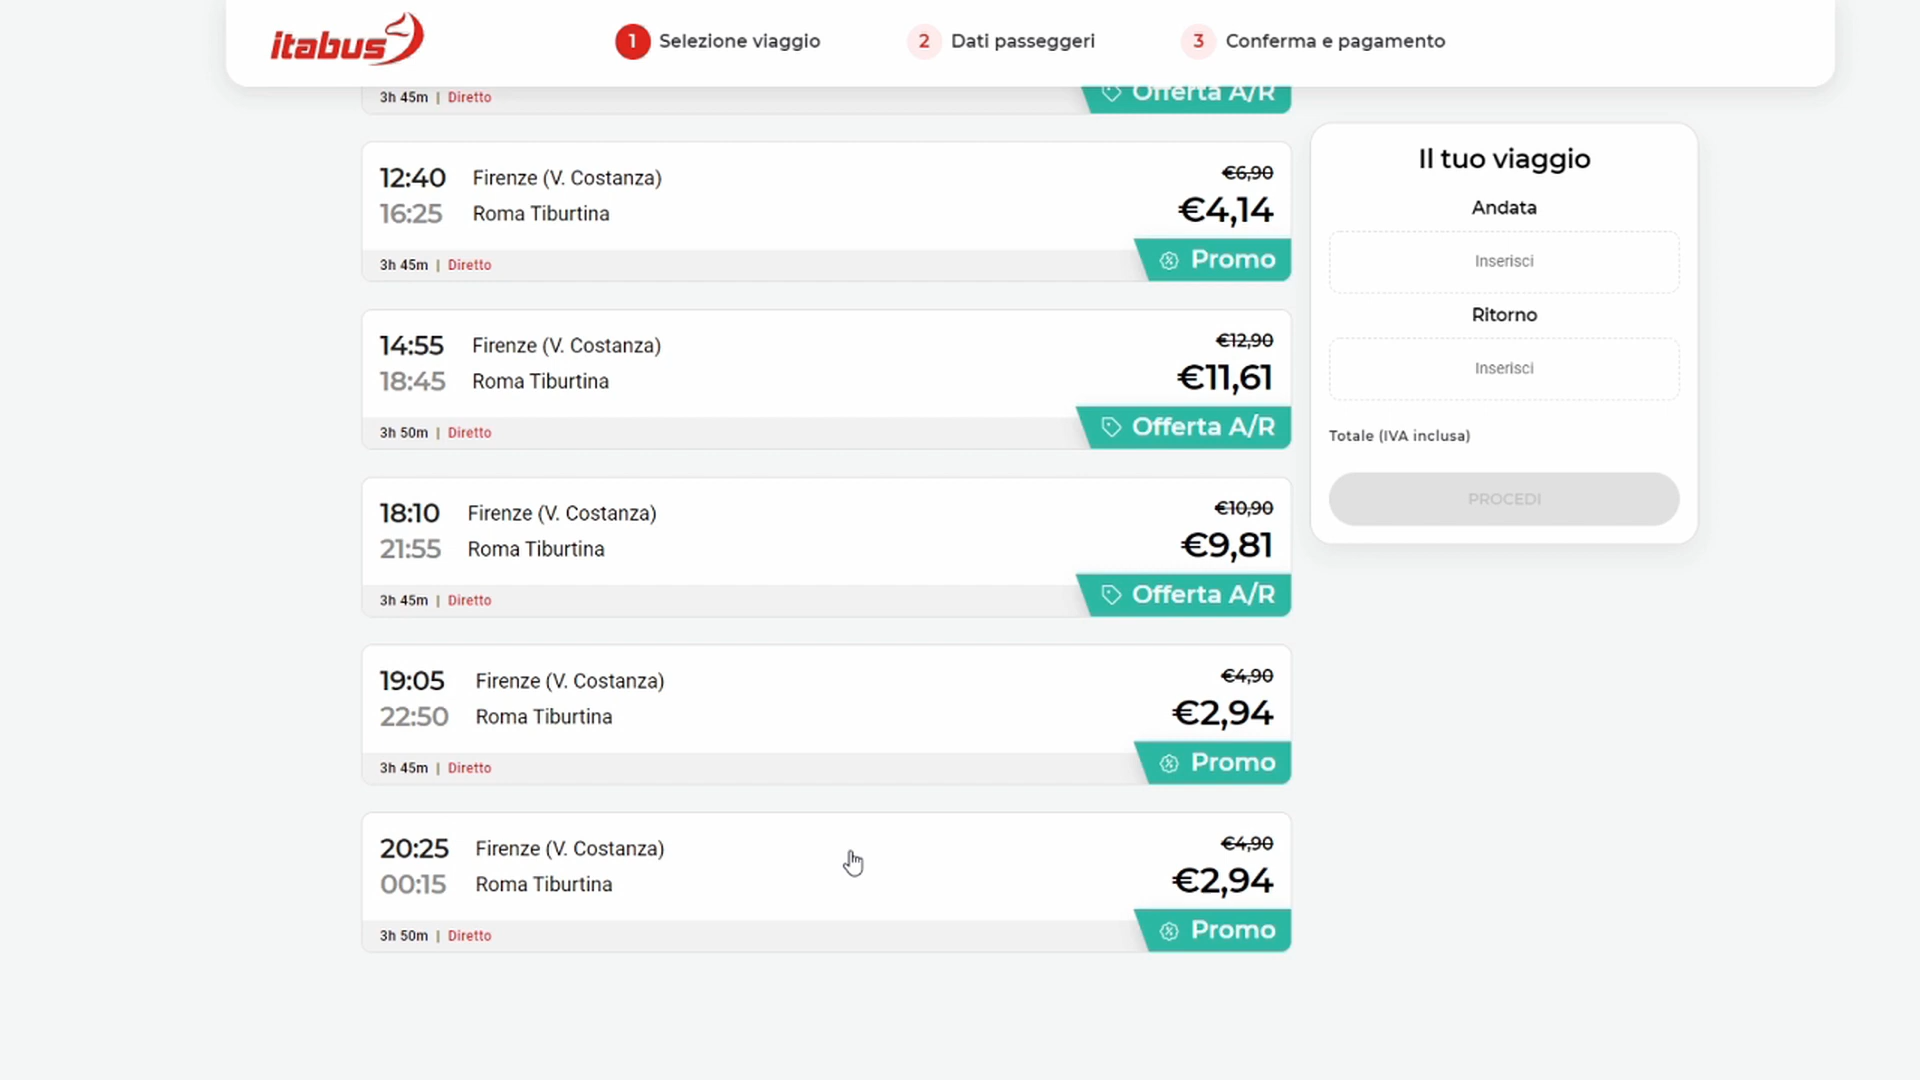 itabus
1 Selezione viaggio
2 Dati passeggeri
3 Conferma e pagamento
3h 45m | Diretto
Offerta A/R
12:40 Firenze (V. Costanza)
€6,90
16:25 Roma Tiburtina
€4,14
3h 45m | Diretto
Promo
14:55 Firenze (V. Costanza)
€12,90
18:45 Roma Tiburtina
€11,61
3h 50m | Diretto
Offerta A/R
18:10 Firenze (V. Costanza)
€10,90
21:55 Roma Tiburtina
€9,81
3h 45m | Diretto
Offerta A/R
19:05 Firenze (V. Costanza)
€4,90
22:50 Roma Tiburtina
€2,94
3h 45m | Diretto
Promo
20:25 Firenze (V. Costanza)
€4,90
00:15 Roma Tiburtina
€2,94
3h 50m | Diretto
Promo
Il tuo viaggio
Andata
Inserisci
Ritorno
Inserisci
Totale (IVA inclusa)
PROCEDI